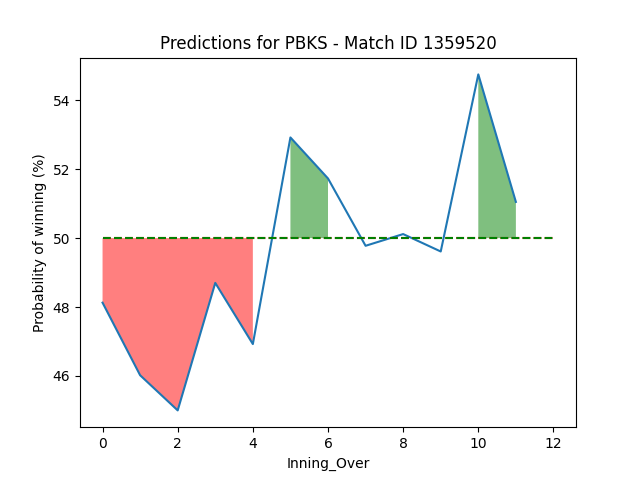 Predictions for PBKS - Match ID 1359520
Probability of winning (%)
54
52
50
48
46
0 2 4 6 8 10 12
Inning_Over